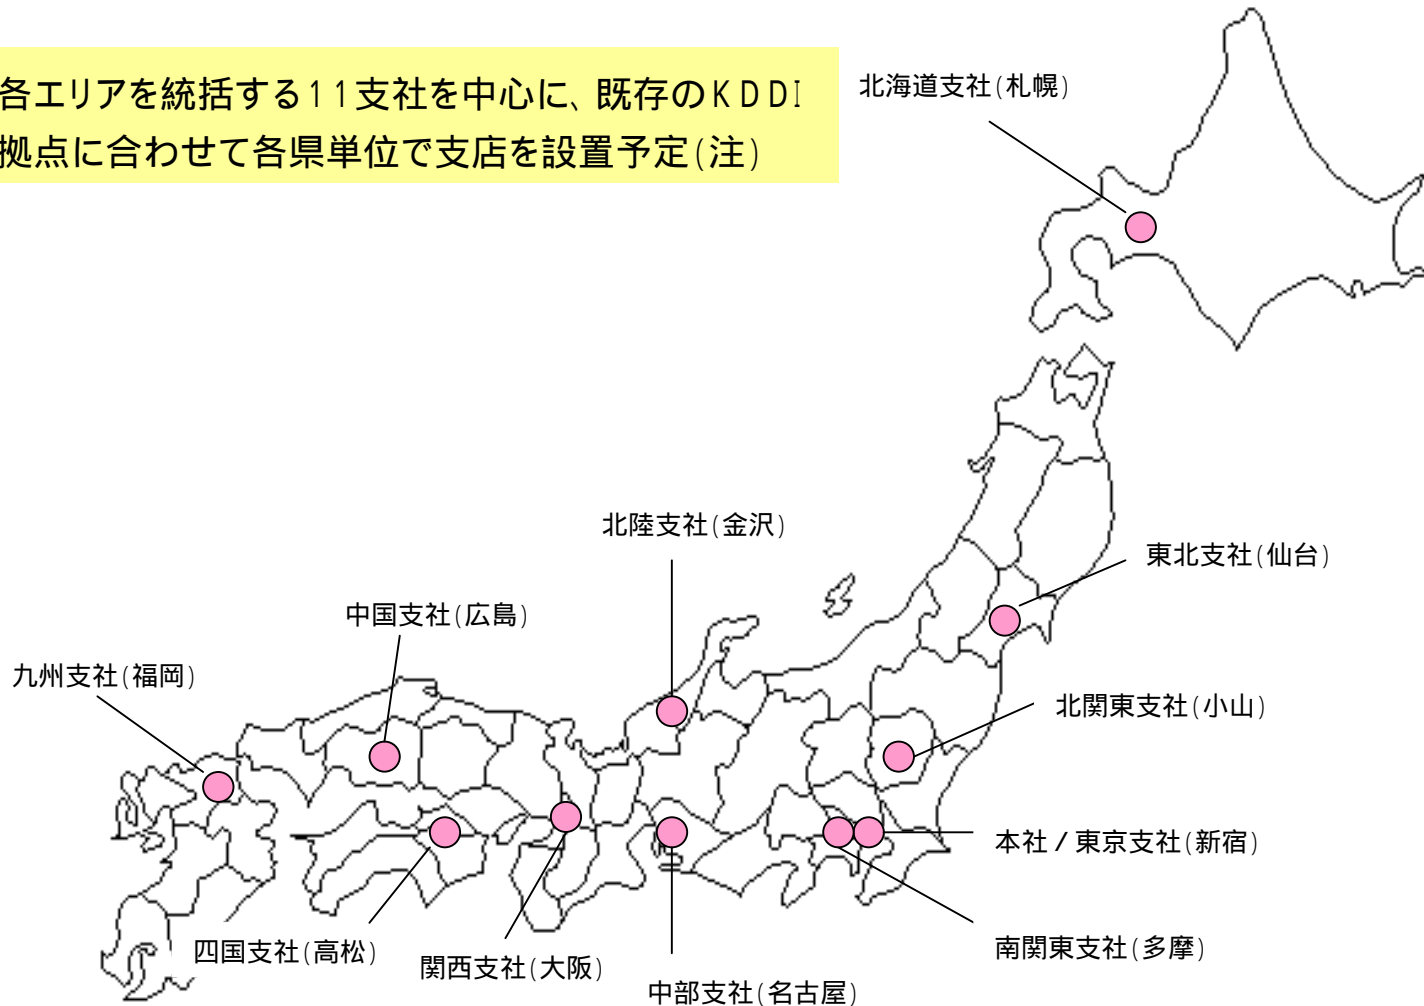 各エリアを統括する11支社を中心に、既存のKDDI
拠点に合わせて各県単位で支店を設置予定(注)
北海道支社(札幌)
北陸支社(金沢)
東北支社(仙台)
中国支社(広島)
九州支社(福岡)
北関東支社(小山)
本社/東京支社(新宿)
南関東支社(多摩)
四国支社(高松)
関西支社(大阪)
中部支社(名古屋)